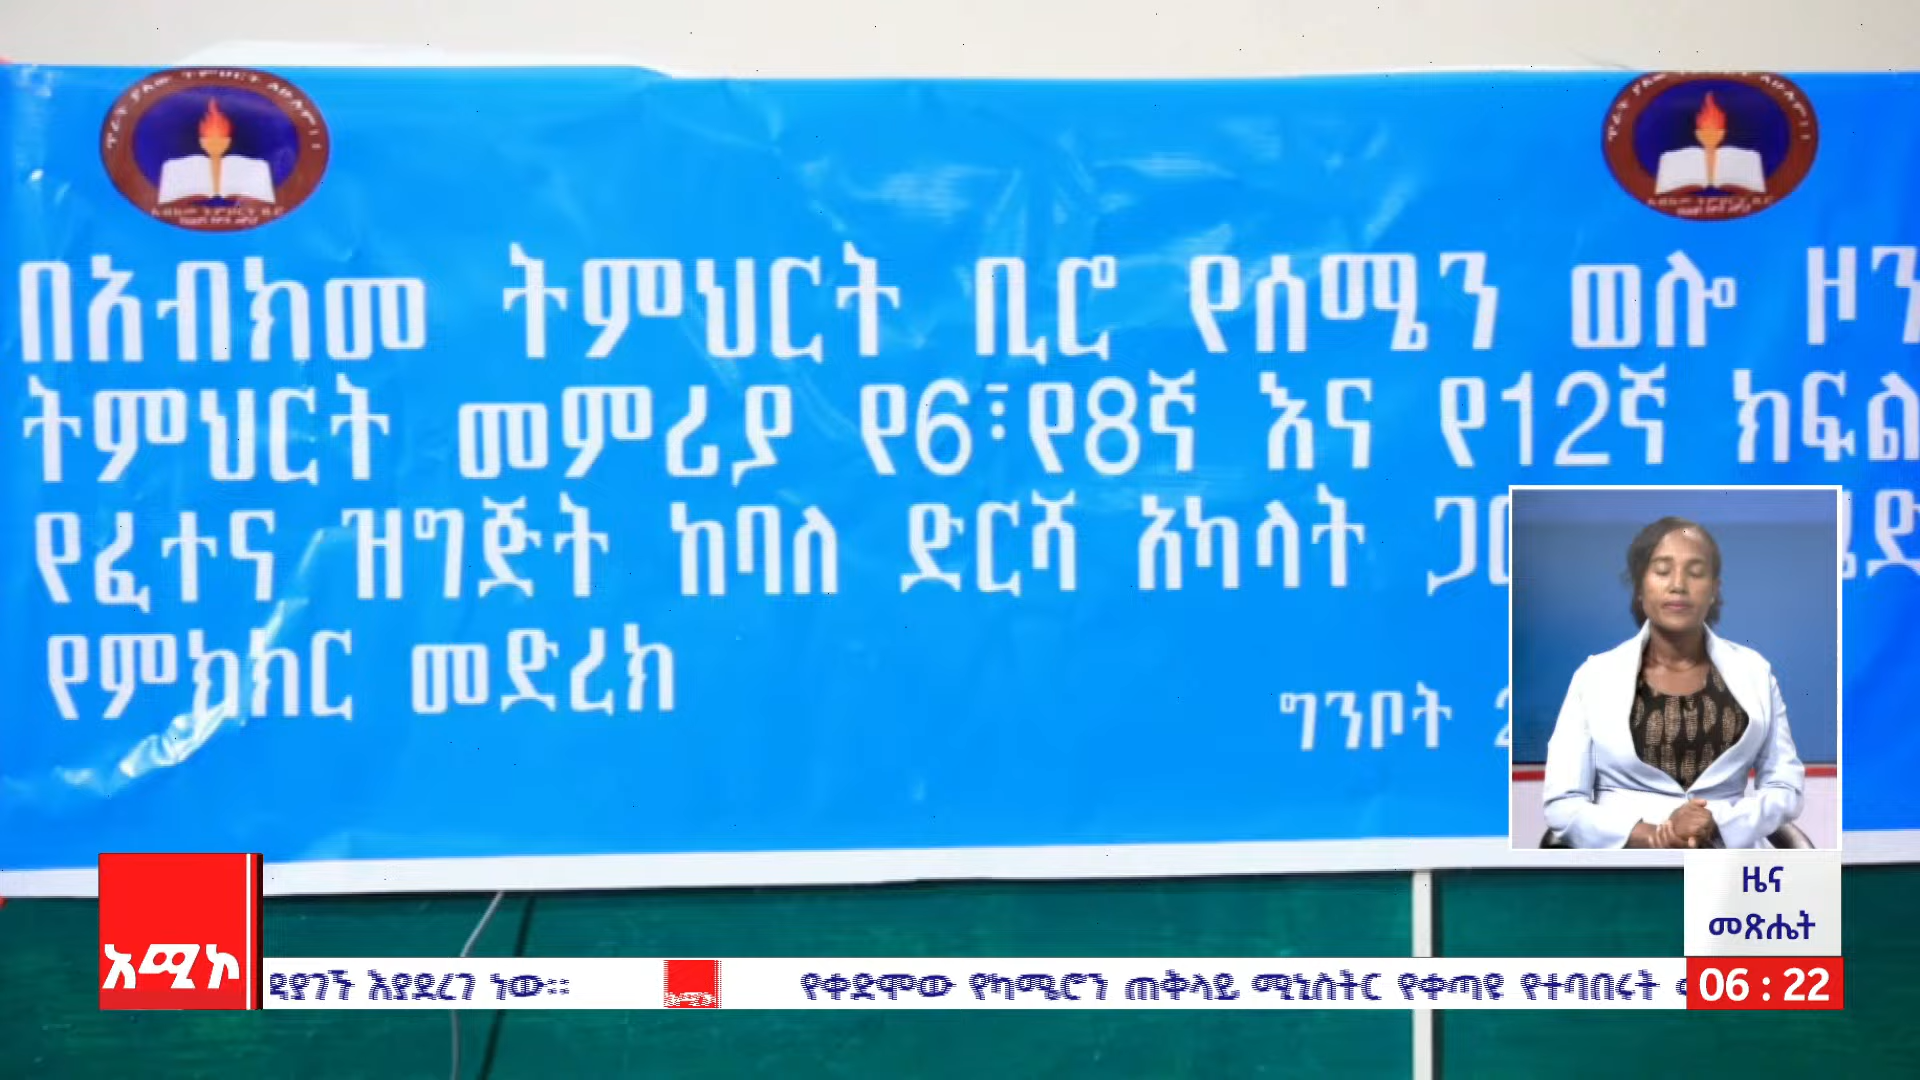 በአብክመ ትምህርት ቢሮ የሰሜን ወሎ ዞን
ትምህርት መምሪያ የ6፣የ8ኛ እና የ12ኛ ክፍል
የፈተና ዝግጅት ከባለ ድርሻ አካላት
የምክክር መድረክ
ግንቦት
ዜና
መጽሔት
አሚኮ
ዲያገኙ እያደረገ ነው።
የቀድሞው የካሜሮን ጠቅላይ ሚኒስትር የቀጣዩ የተባበሩት
06 : 22